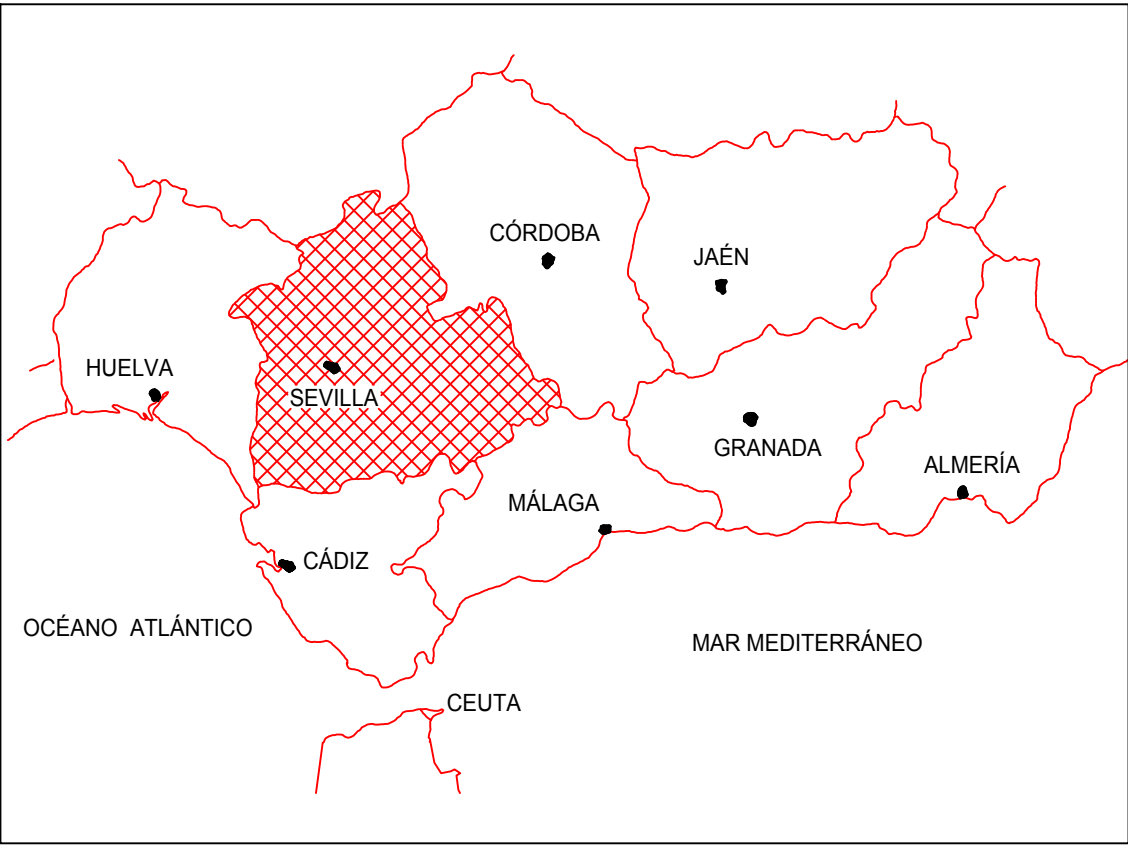 CÓRDOBA
JAÉN
HUELVA
SEVILLA
GRANADA
ALMERÍA
MÁLAGA
CÁDIZ
OCÉANO ATLÁNTICO
MAR MEDITERRÁNEO
CEUTA